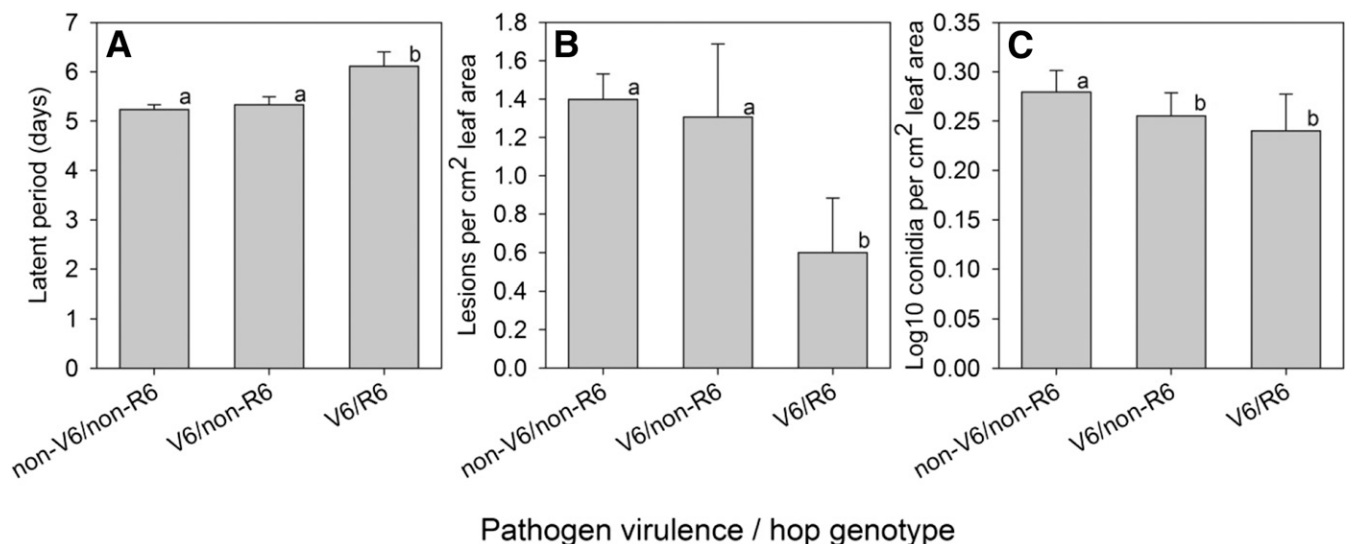 A
Latent period (days)
7
6
5
4
3
2
1
0
a
a
b
non-V6/non-R6
V6/non-R6
V6/R6
B
Lesions per cm² leaf area
1.8
1.6
1.4
1.2
1.0
0.8
0.6
0.4
0.2
0.0
a
a
b
non-V6/non-R6
V6/non-R6
V6/R6
C
Log10 conidia per cm² leaf area
0.35
0.30
0.25
0.20
0.15
0.10
0.05
0.00
a
b
b
non-V6/non-R6
V6/non-R6
V6/R6
Pathogen virulence / hop genotype